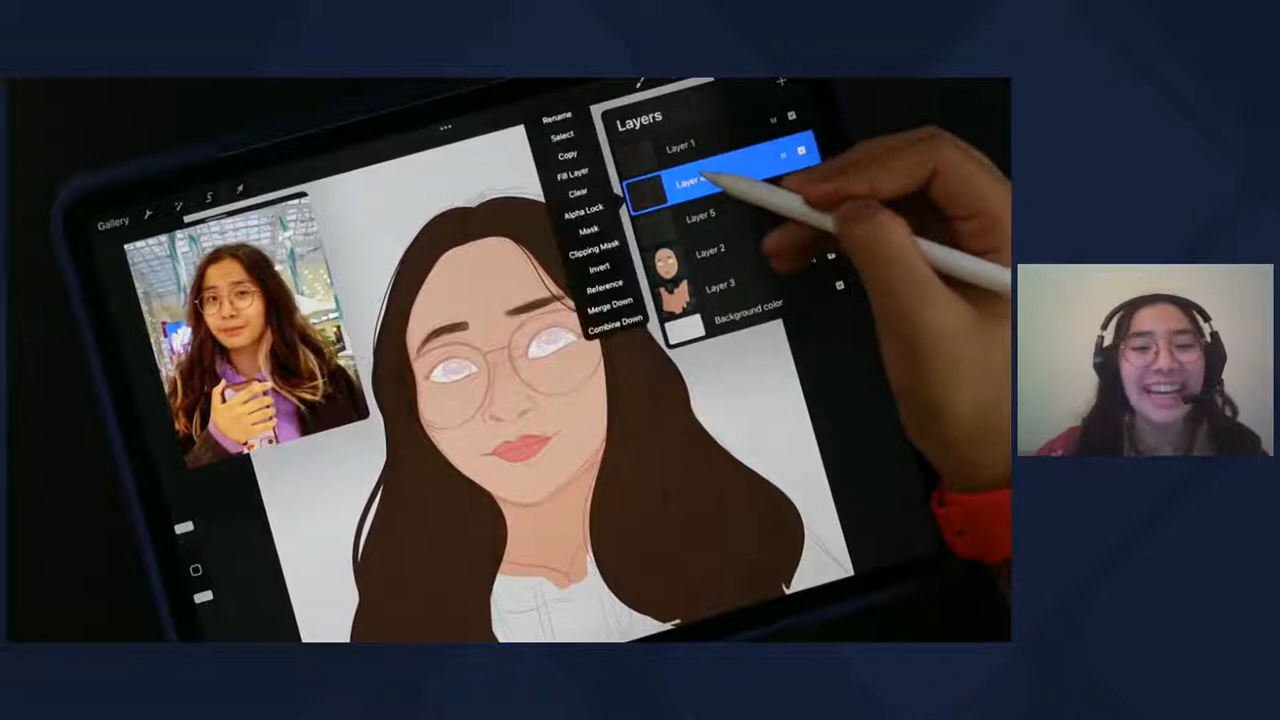 Gallery
Rename
Select
Copy
Fill Layer
Clear
Alpha Lock
Mask
Clipping Mask
Invert
Reference
Merge Down
Combine Down
Layers
Layer 1
M
Layer
Layer 5
Layer 2
Layer 3
Background color